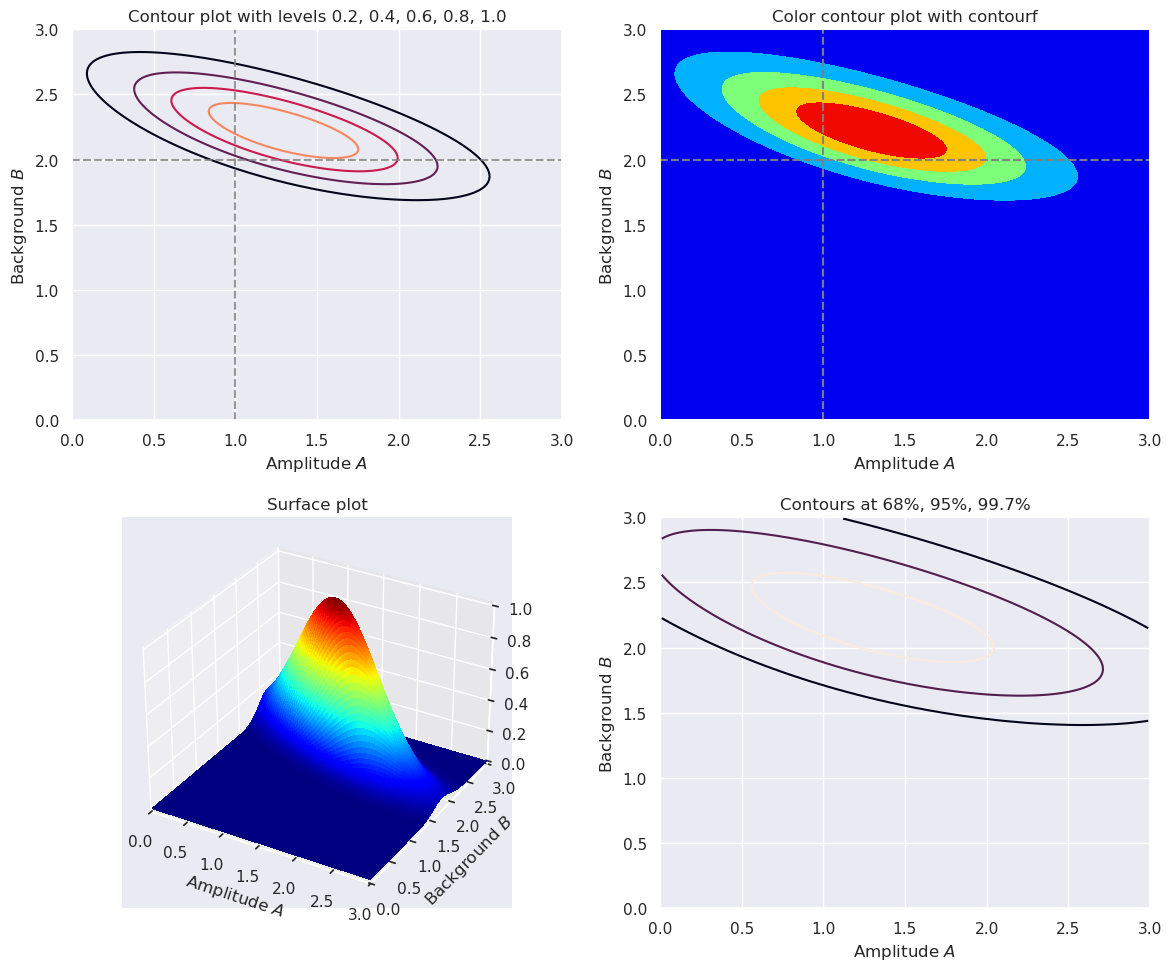 Contour plot with levels 0.2, 0.4, 0.6, 0.8, 1.0
3.0
2.5
2.0
1.5
1.0
0.5
0.0
Background B
0.0 0.5 1.0 1.5 2.0 2.5 3.0
Amplitude A
Color contour plot with contourf
3.0
2.5
2.0
1.5
1.0
0.5
0.0
Background B
0.0 0.5 1.0 1.5 2.0 2.5 3.0
Amplitude A
Surface plot
1.0
0.8
0.6
0.4
0.2
0.0
0.0 0.5 1.0 1.5 2.0 2.5 3.0
Amplitude A
0.0 0.5 1.0 1.5 2.0 2.5 3.0
Background B
Contours at 68%, 95%, 99.7%
3.0
2.5
2.0
1.5
1.0
0.5
0.0
Background B
0.0 0.5 1.0 1.5 2.0 2.5 3.0
Amplitude A